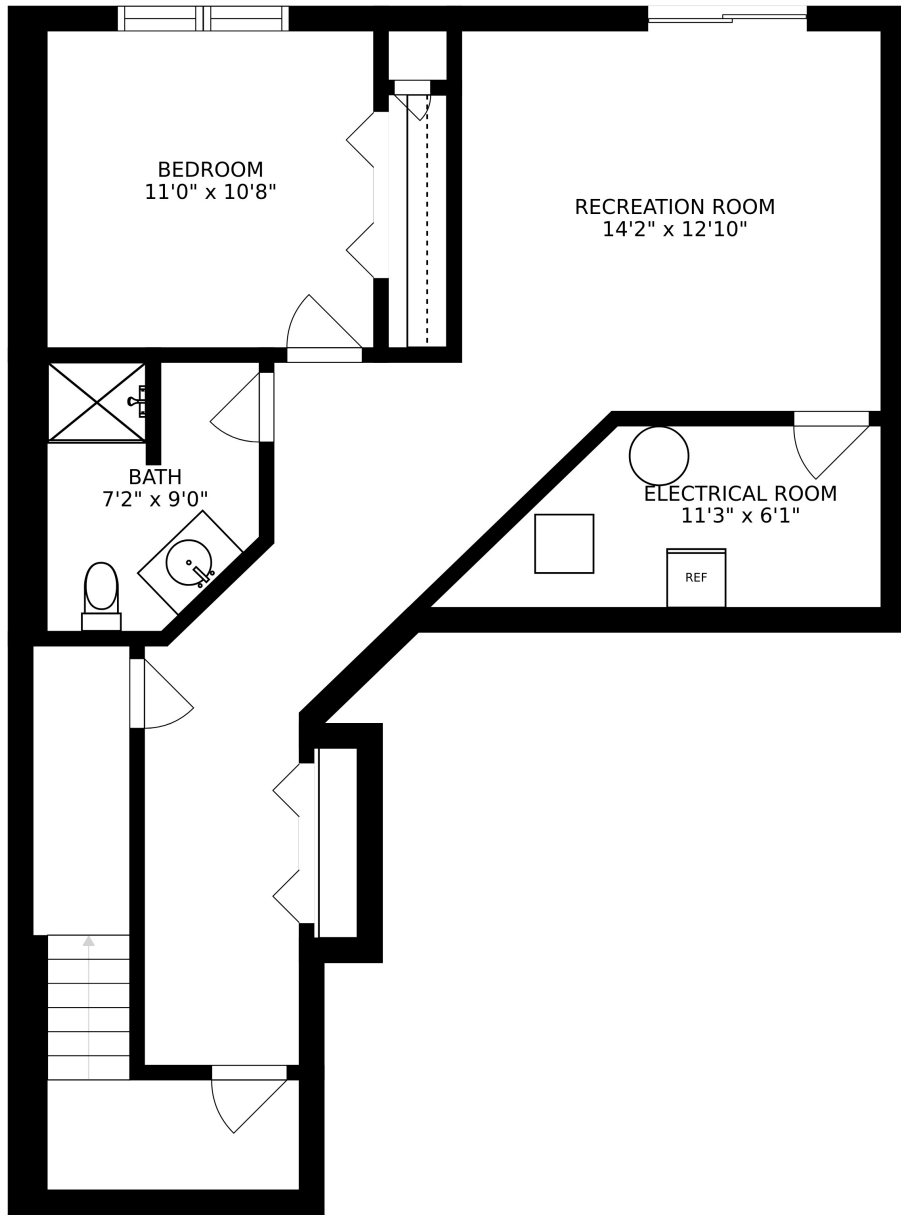 BEDROOM
11'0" x 10'8"
RECREATION ROOM
14'2" x 12'10"
BATH
7'2" x 9'0"
ELECTRICAL ROOM
11'3" x 6'1"
REF